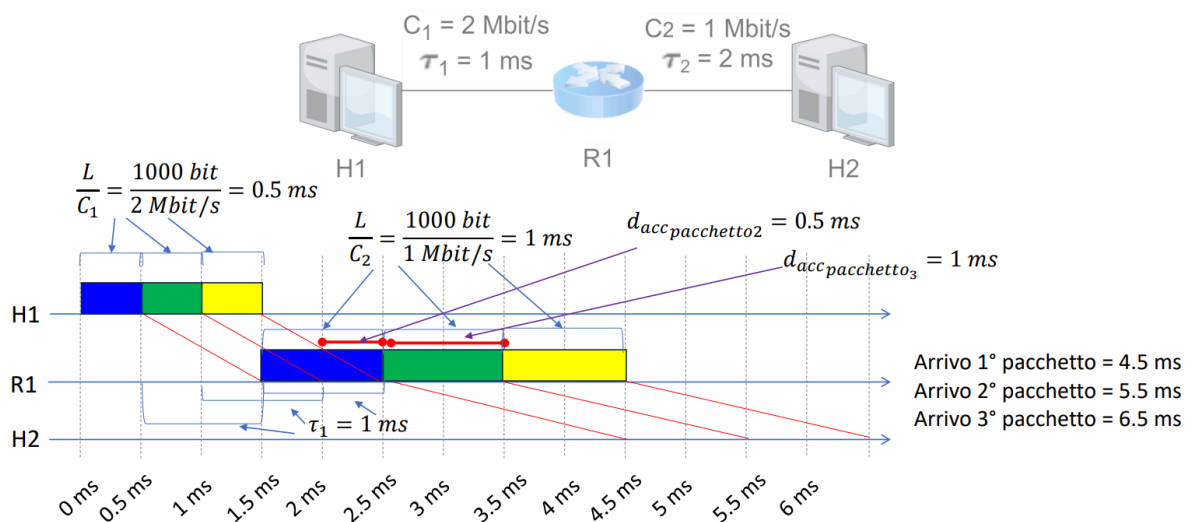 C₁ = 2 Mbit/s
τ₁ = 1 ms
C2 = 1 Mbit/s
τ₂ = 2 ms
H1
R1
H2
L/C₁ = 1000 bit/2 Mbit/s = 0.5 ms
L/C₂ = 1000 bit/1 Mbit/s = 1 ms
d_acc_pacchetto2 = 0.5 ms
d_acc_pacchetto₃ = 1 ms
H1
R1
H2
τ₁ = 1 ms
Arrivo 1° pacchetto = 4.5 ms
Arrivo 2° pacchetto = 5.5 ms
Arrivo 3° pacchetto = 6.5 ms
0 ms
0.5 ms
1 ms
1.5 ms
2 ms
2.5 ms
3 ms
3.5 ms
4 ms
4.5 ms
5 ms
5.5 ms
6 ms